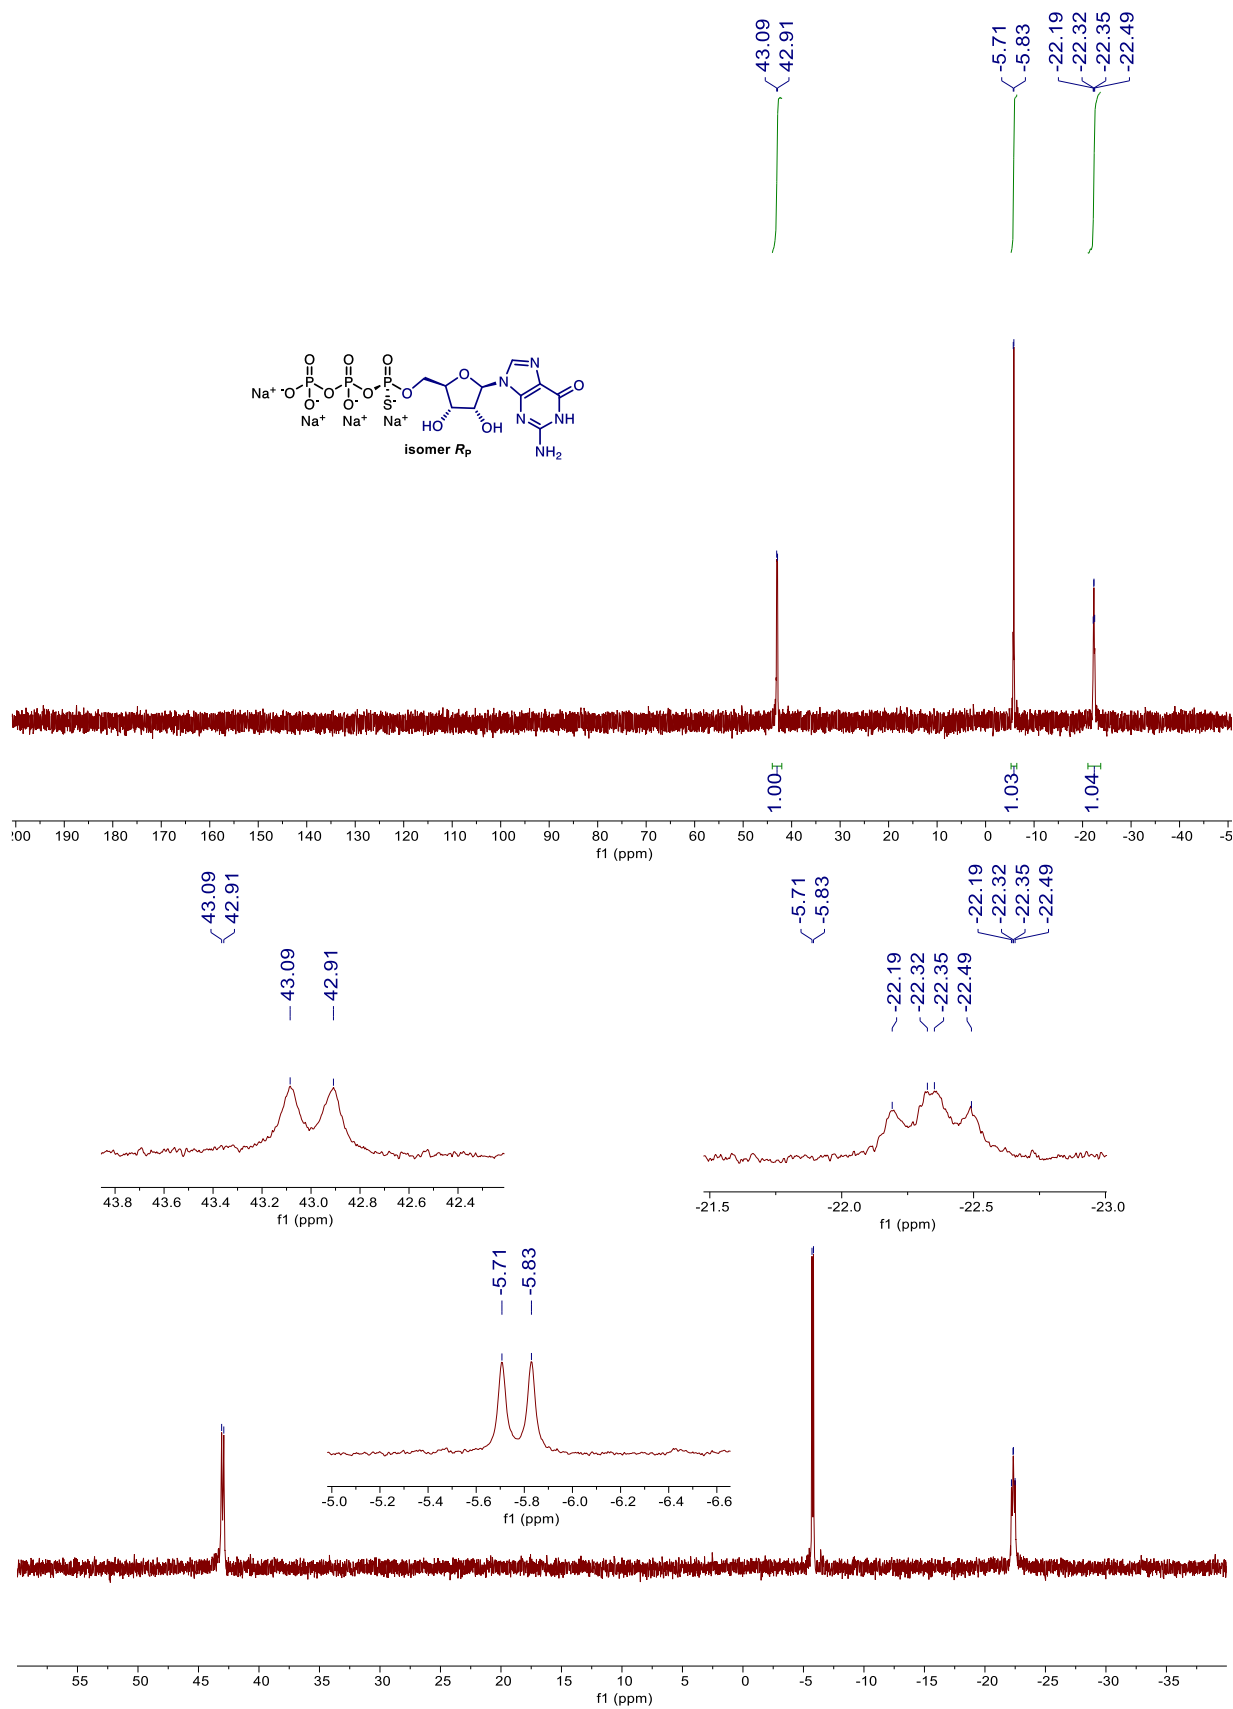 43.09
42.91
-5.71
-5.83
-22.19
-22.32
-22.35
-22.49
O O O
Na⁺ ⁻O P O P O P O O N N O
O⁻ O⁻ S⁻ N NH
Na⁺ Na⁺ Na⁺ HO OH
NH₂
isomer Rₚ
1.00
1.03
1.04
200 190 180 170 160 150 140 130 120 110 100 90 80 70 60 50 40 30 20 10 0 -10 -20 -30 -40 -5
f1 (ppm)
43.09
42.91
-5.71
-5.83
-22.19
-22.32
-22.35
-22.49
43.09
42.91
-22.19
-22.32
-22.35
-22.49
43.8 43.6 43.4 43.2 43.0 42.8 42.6 42.4
f1 (ppm)
-21.5 -22.0 -22.5 -23.0
f1 (ppm)
-5.71
-5.83
-5.0 -5.2 -5.4 -5.6 -5.8 -6.0 -6.2 -6.4 -6.6
f1 (ppm)
55 50 45 40 35 30 25 20 15 10 5 0 -5 -10 -15 -20 -25 -30 -35
f1 (ppm)